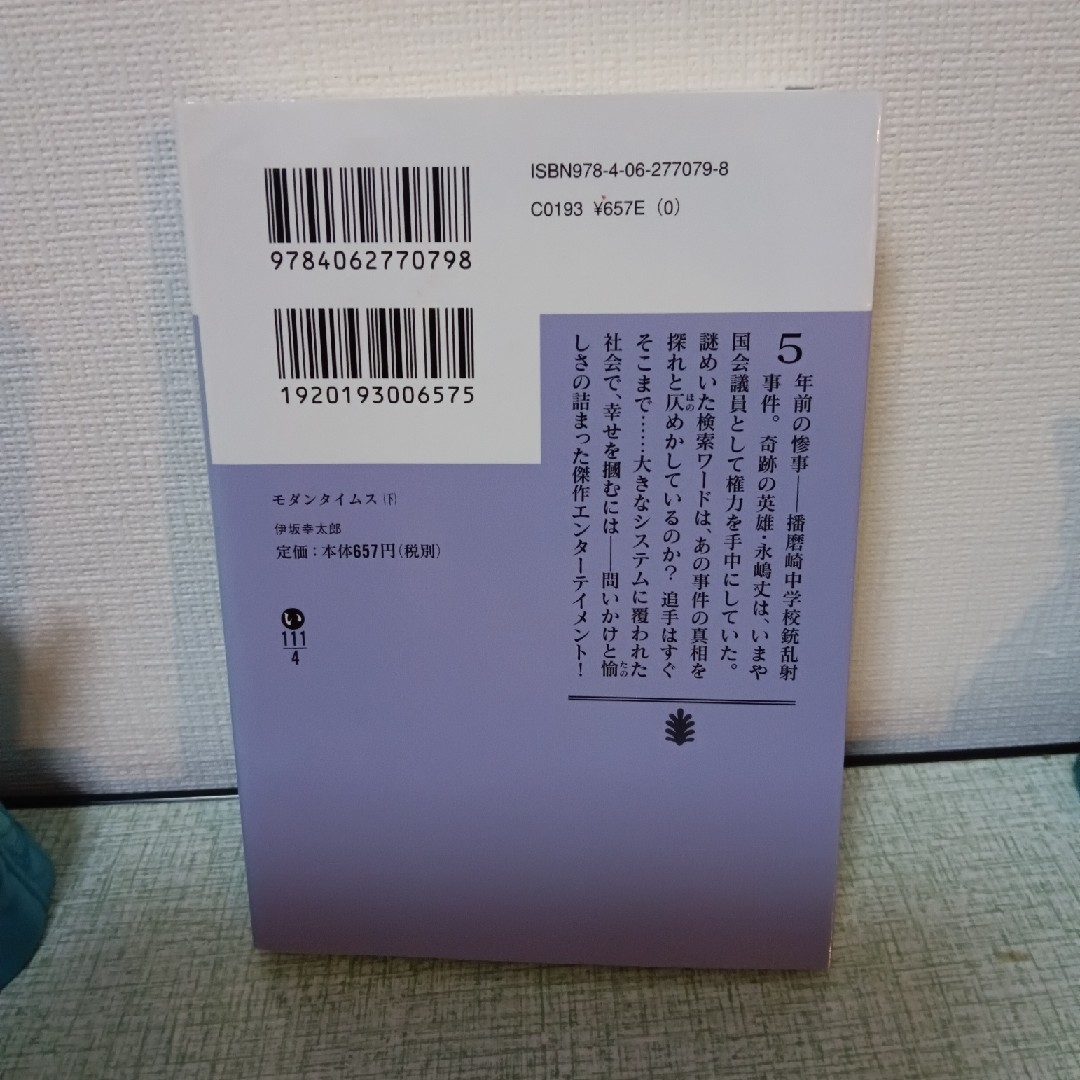 ISBN978-4-06-277079-8
C0193 ¥657E (0)
9784062770798
1920193006575
5年前の惨事――播磨崎中学校銃乱射
事件。奇跡の英雄・永嶋丈は、いまや
国会議員として権力を手中にしていた。
謎めいた検索ワードは、あの事件の真相を
探れと仄めかしているのか? 追手はすぐ
そこまで……大きなシステムに覆われた
社会で、幸せを摑むには――問いかけと愉
しさの詰まった傑作エンターテイメント!
ほの
たの
モダンタイムス(下)
伊坂幸太郎
定価:本体657円(税別)
い
111
4